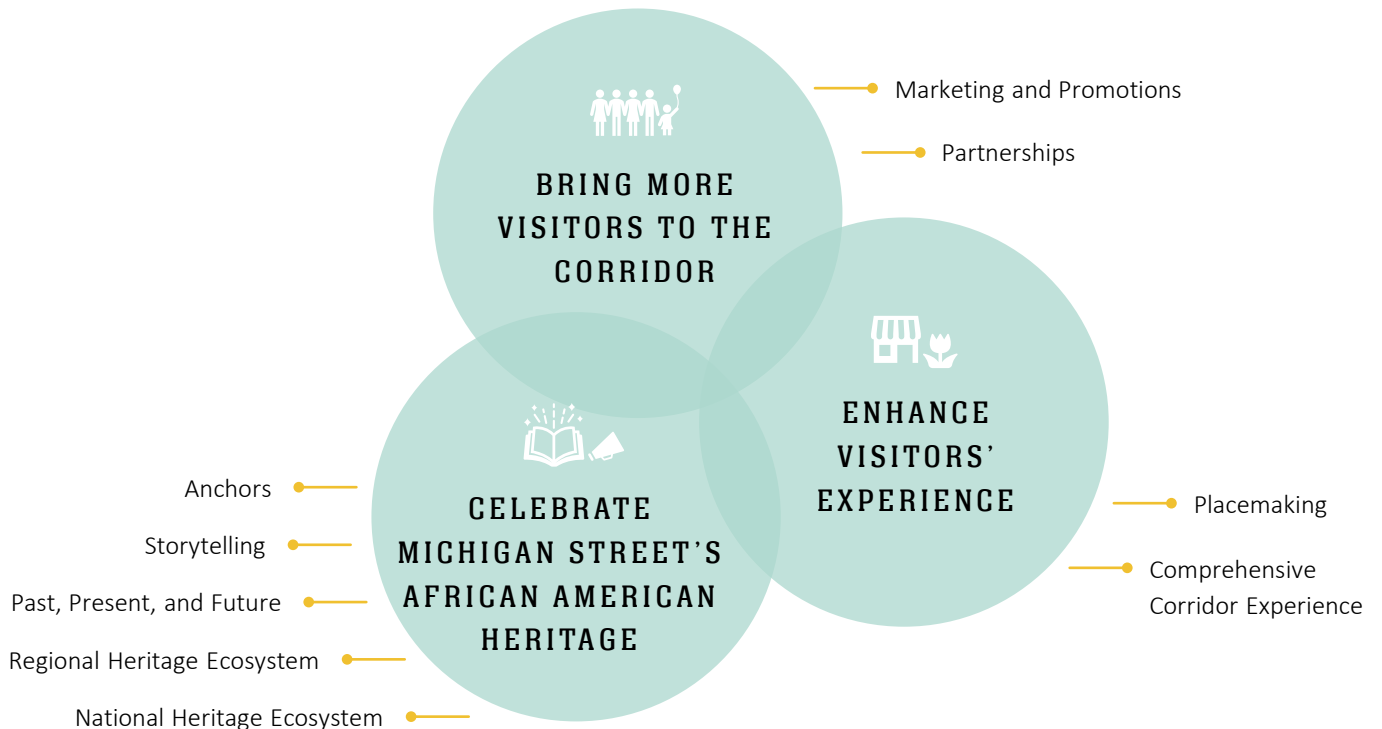 BRING MORE
VISITORS TO THE
CORRIDOR
Marketing and Promotions
Partnerships
ENHANCE
VISITORS’
EXPERIENCE
Placemaking
Comprehensive
Corridor Experience
CELEBRATE
MICHIGAN STREET’S
AFRICAN AMERICAN
HERITAGE
Anchors
Storytelling
Past, Present, and Future
Regional Heritage Ecosystem
National Heritage Ecosystem